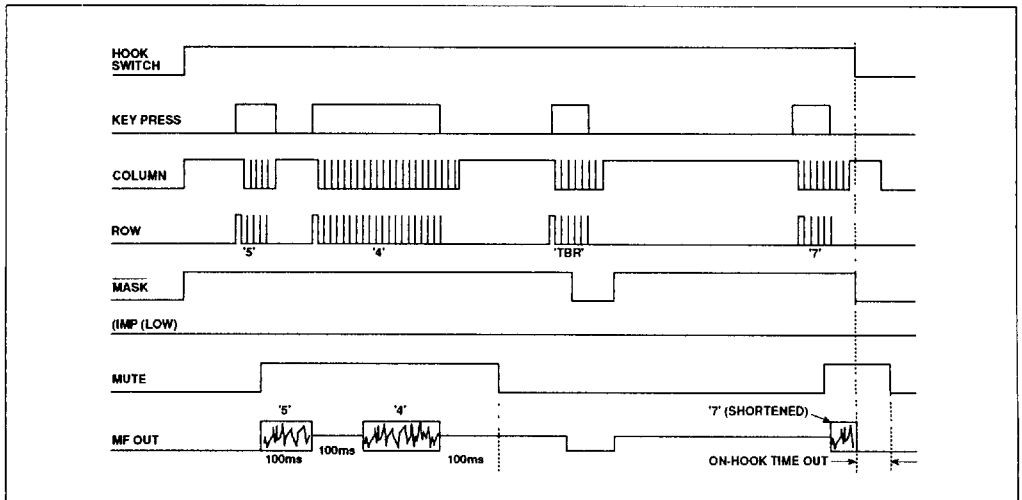 HOOK
SWITCH
KEY PRESS
COLUMN
ROW
'5' '4' 'TBR' '7'
MASK
(IMP (LOW)
MUTE
'5' '4' '7' (SHORTENED)
MF OUT
100ms 100ms 100ms
ON-HOOK TIME OUT